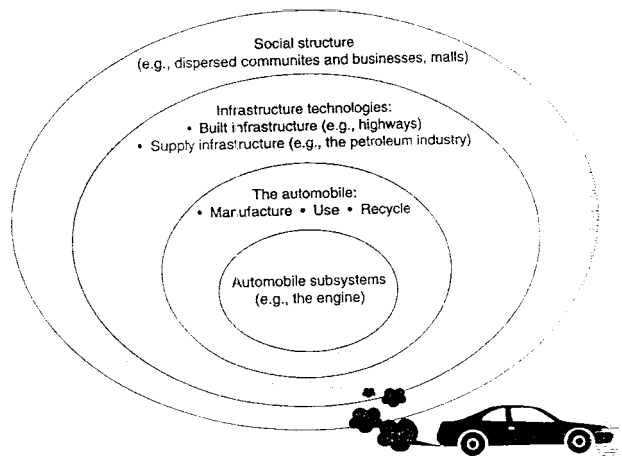 Social structure
(e.g., dispersed communites and businesses, malls)
Infrastructure technologies:
• Built infrastructure (e.g., highways)
• Supply infrastructure (e.g., the petroleum industry)
The automobile:
• Manufacture • Use • Recycle
Automobile subsystems
(e.g., the engine)